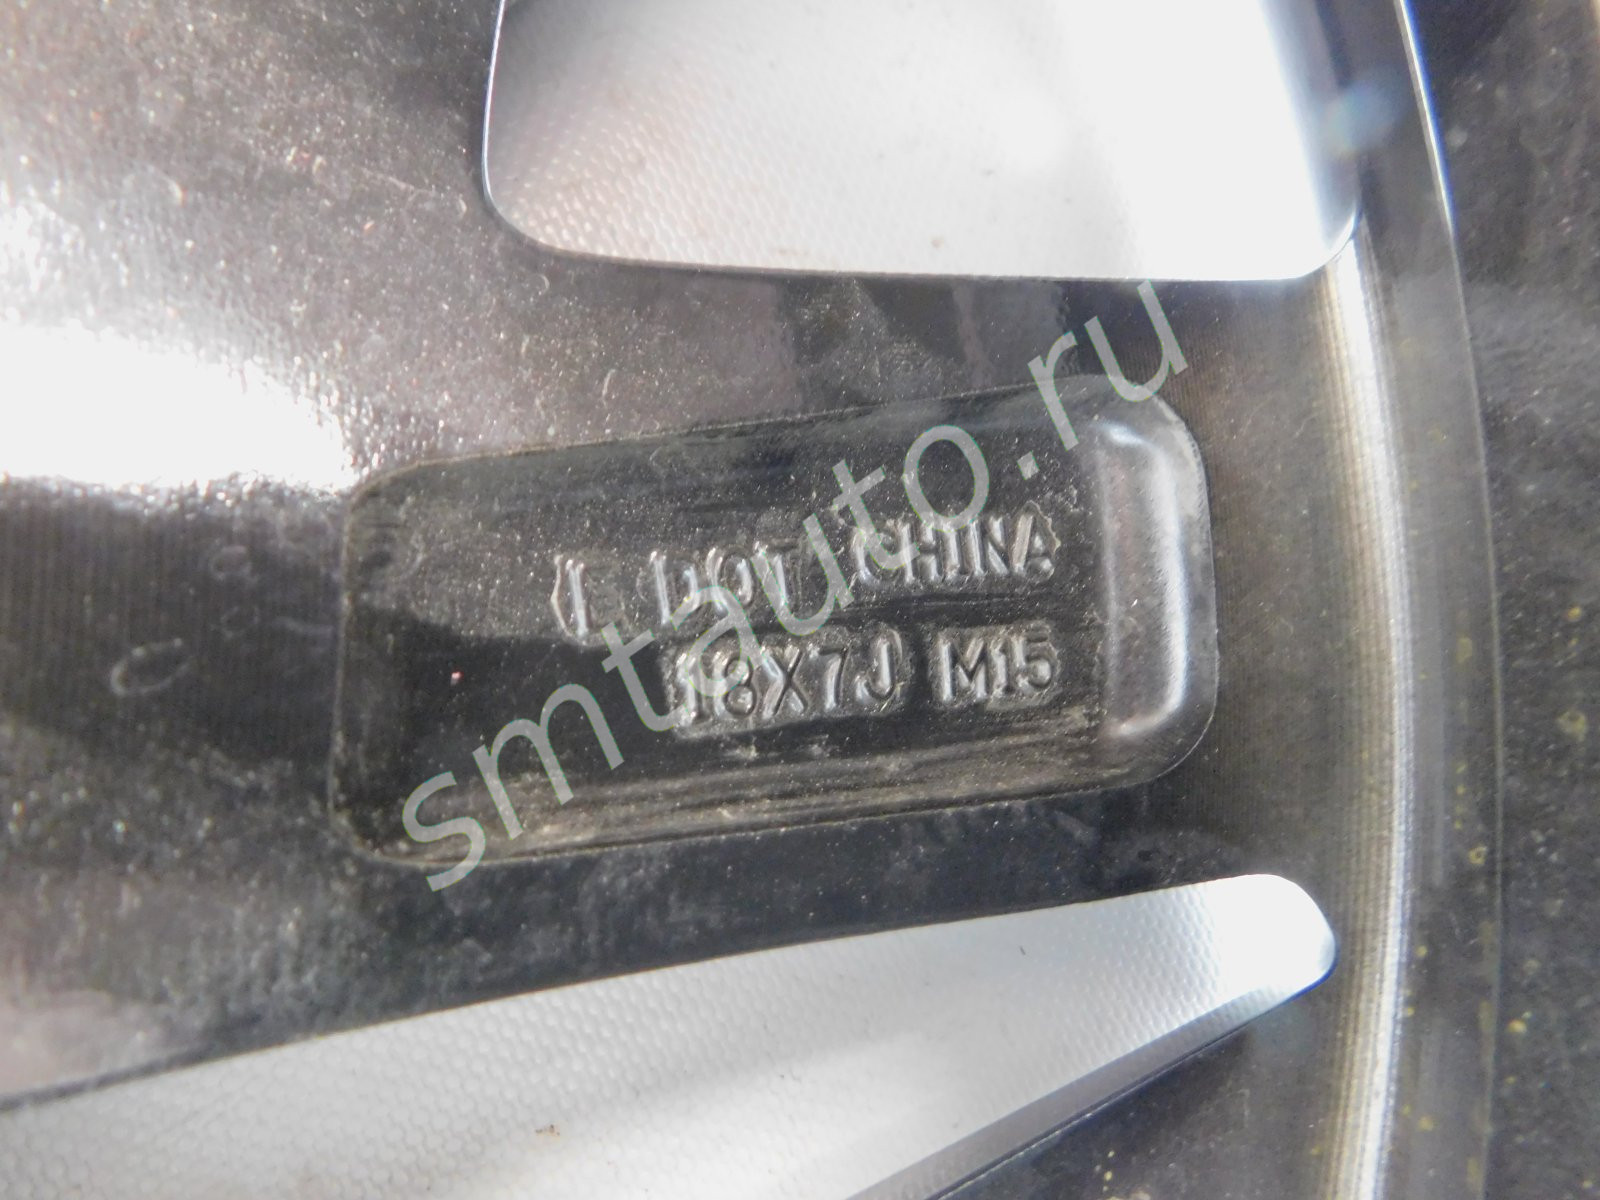 DOT CHINA
18X7J M15
smtauto.ru